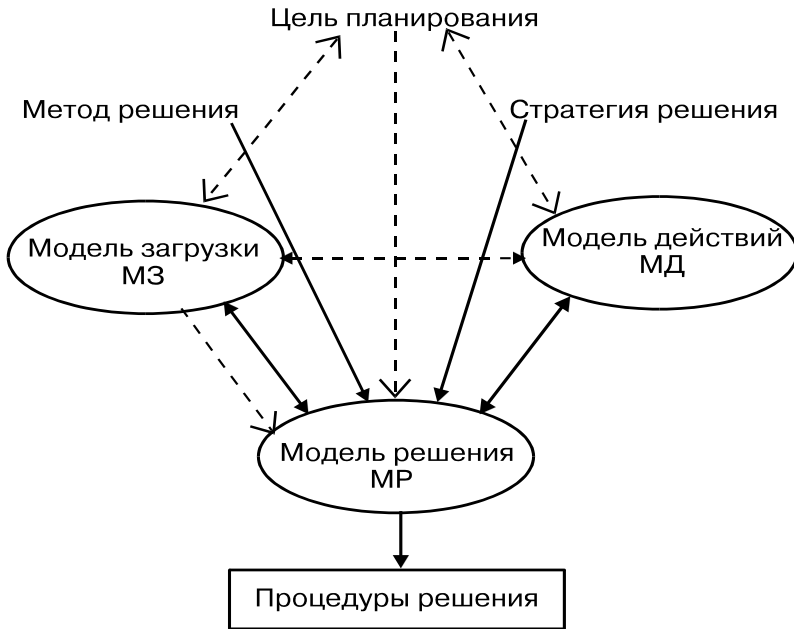 Цель планирования
Метод решения
Стратегия решения
Модель загрузки
МЗ
Модель действий
МД
Модель решения
МР
Процедуры решения